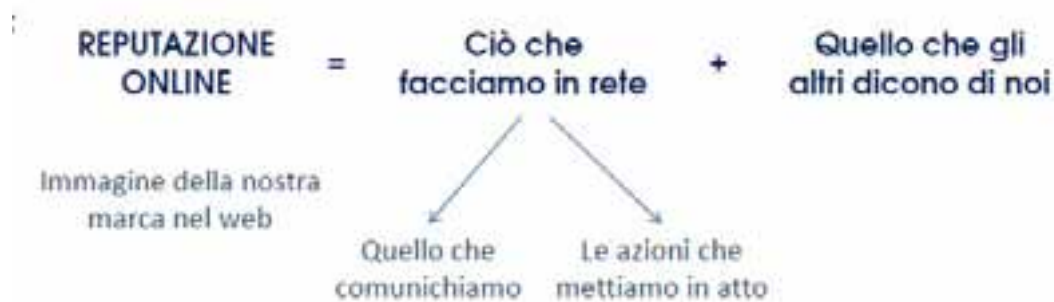 REPUTAZIONE
ONLINE
=
Ciò che
facciamo in rete
+
Quello che gli
altri dicono di noi
Immagine della nostra
marca nel web
Quello che
comunichiamo
Le azioni che
mettiamo in atto